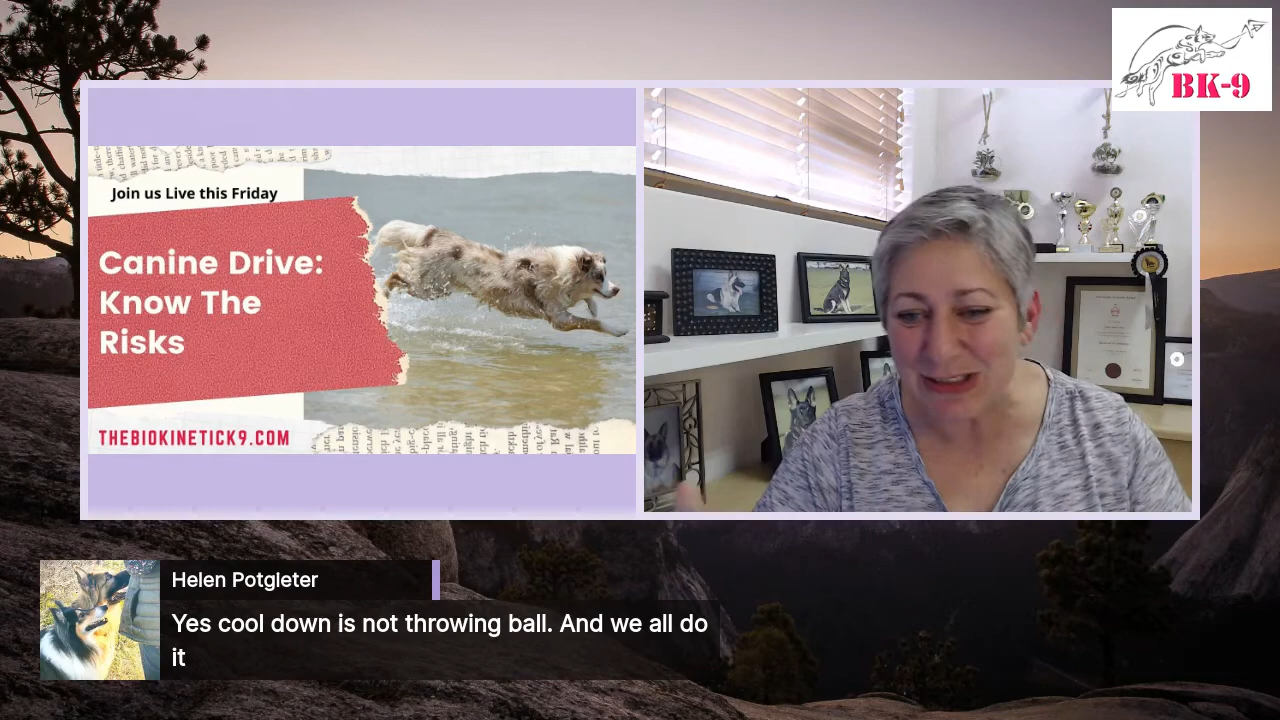 BK-9
Join us Live this Friday
Canine Drive:
Know The
Risks
THEBIOKINETICK9.COM
Helen Potgleter
Yes cool down is not throwing ball. And we all do
it